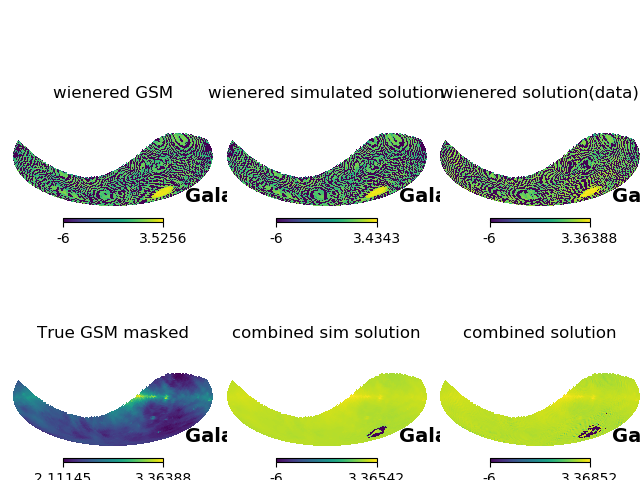 wienered GSM wienered simulated solution wienered solution(data)
Gala Gala Ga
-6 3.5256 -6 3.4343 -6 3.36388
True GSM masked combined sim solution combined solution
Gala Gala Ga
2.11145 3.36388 -6 3.36542 -6 3.36852